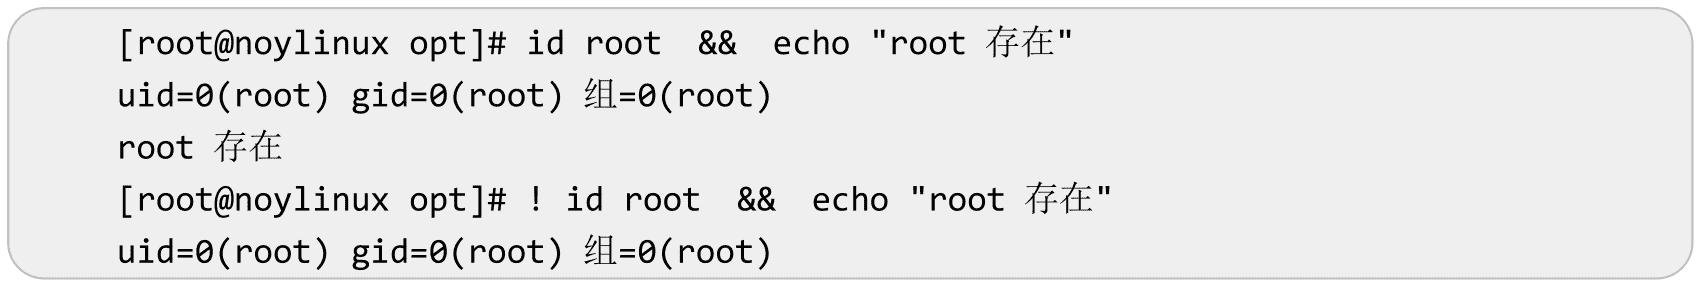 [root@noylinux opt]# id root  &&  echo "root 存在"
uid=0(root) gid=0(root) 组=0(root)
root 存在
[root@noylinux opt]# ! id root  &&  echo "root 存在"
uid=0(root) gid=0(root) 组=0(root)